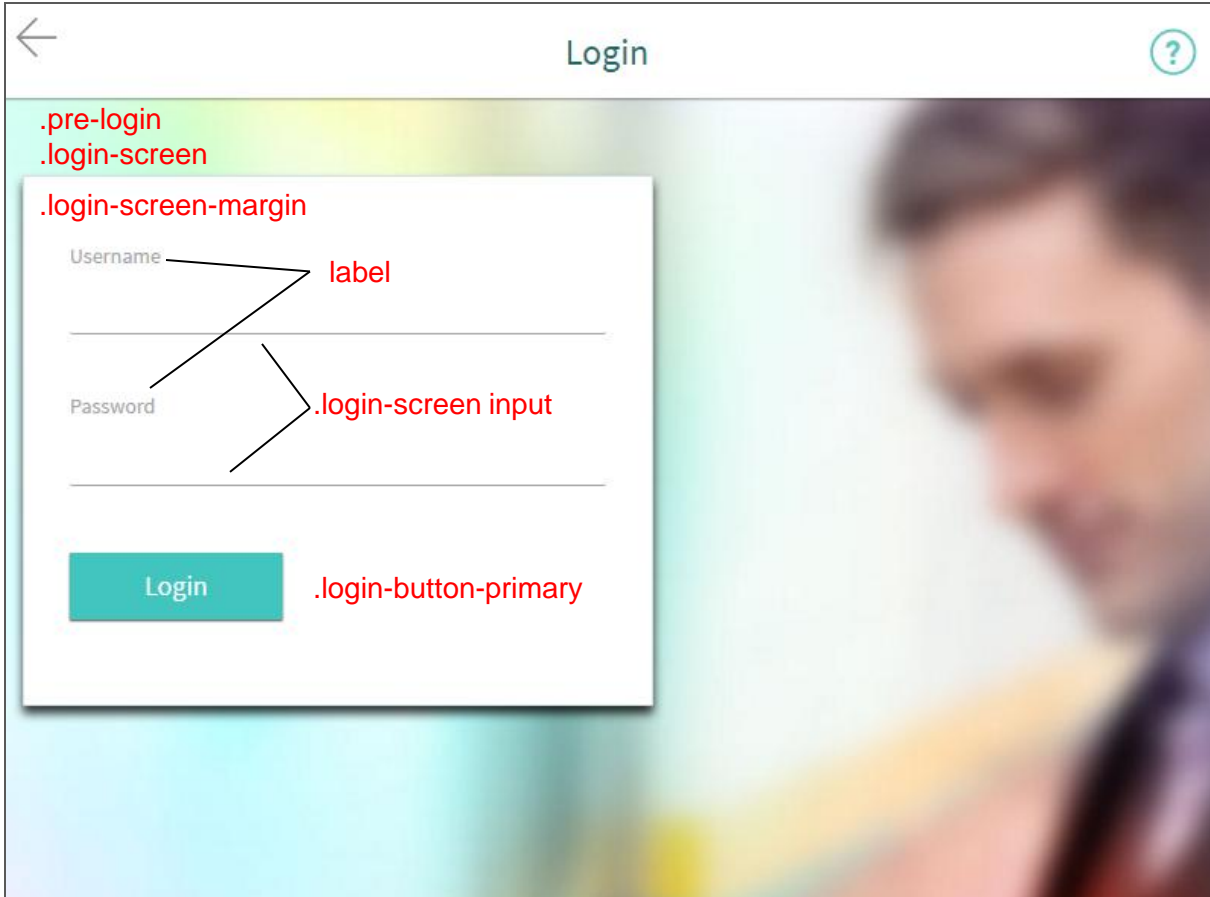 Login
?
.pre-login
.login-screen
.login-screen-margin
Username
label
Password
.login-screen input
Login
.login-button-primary